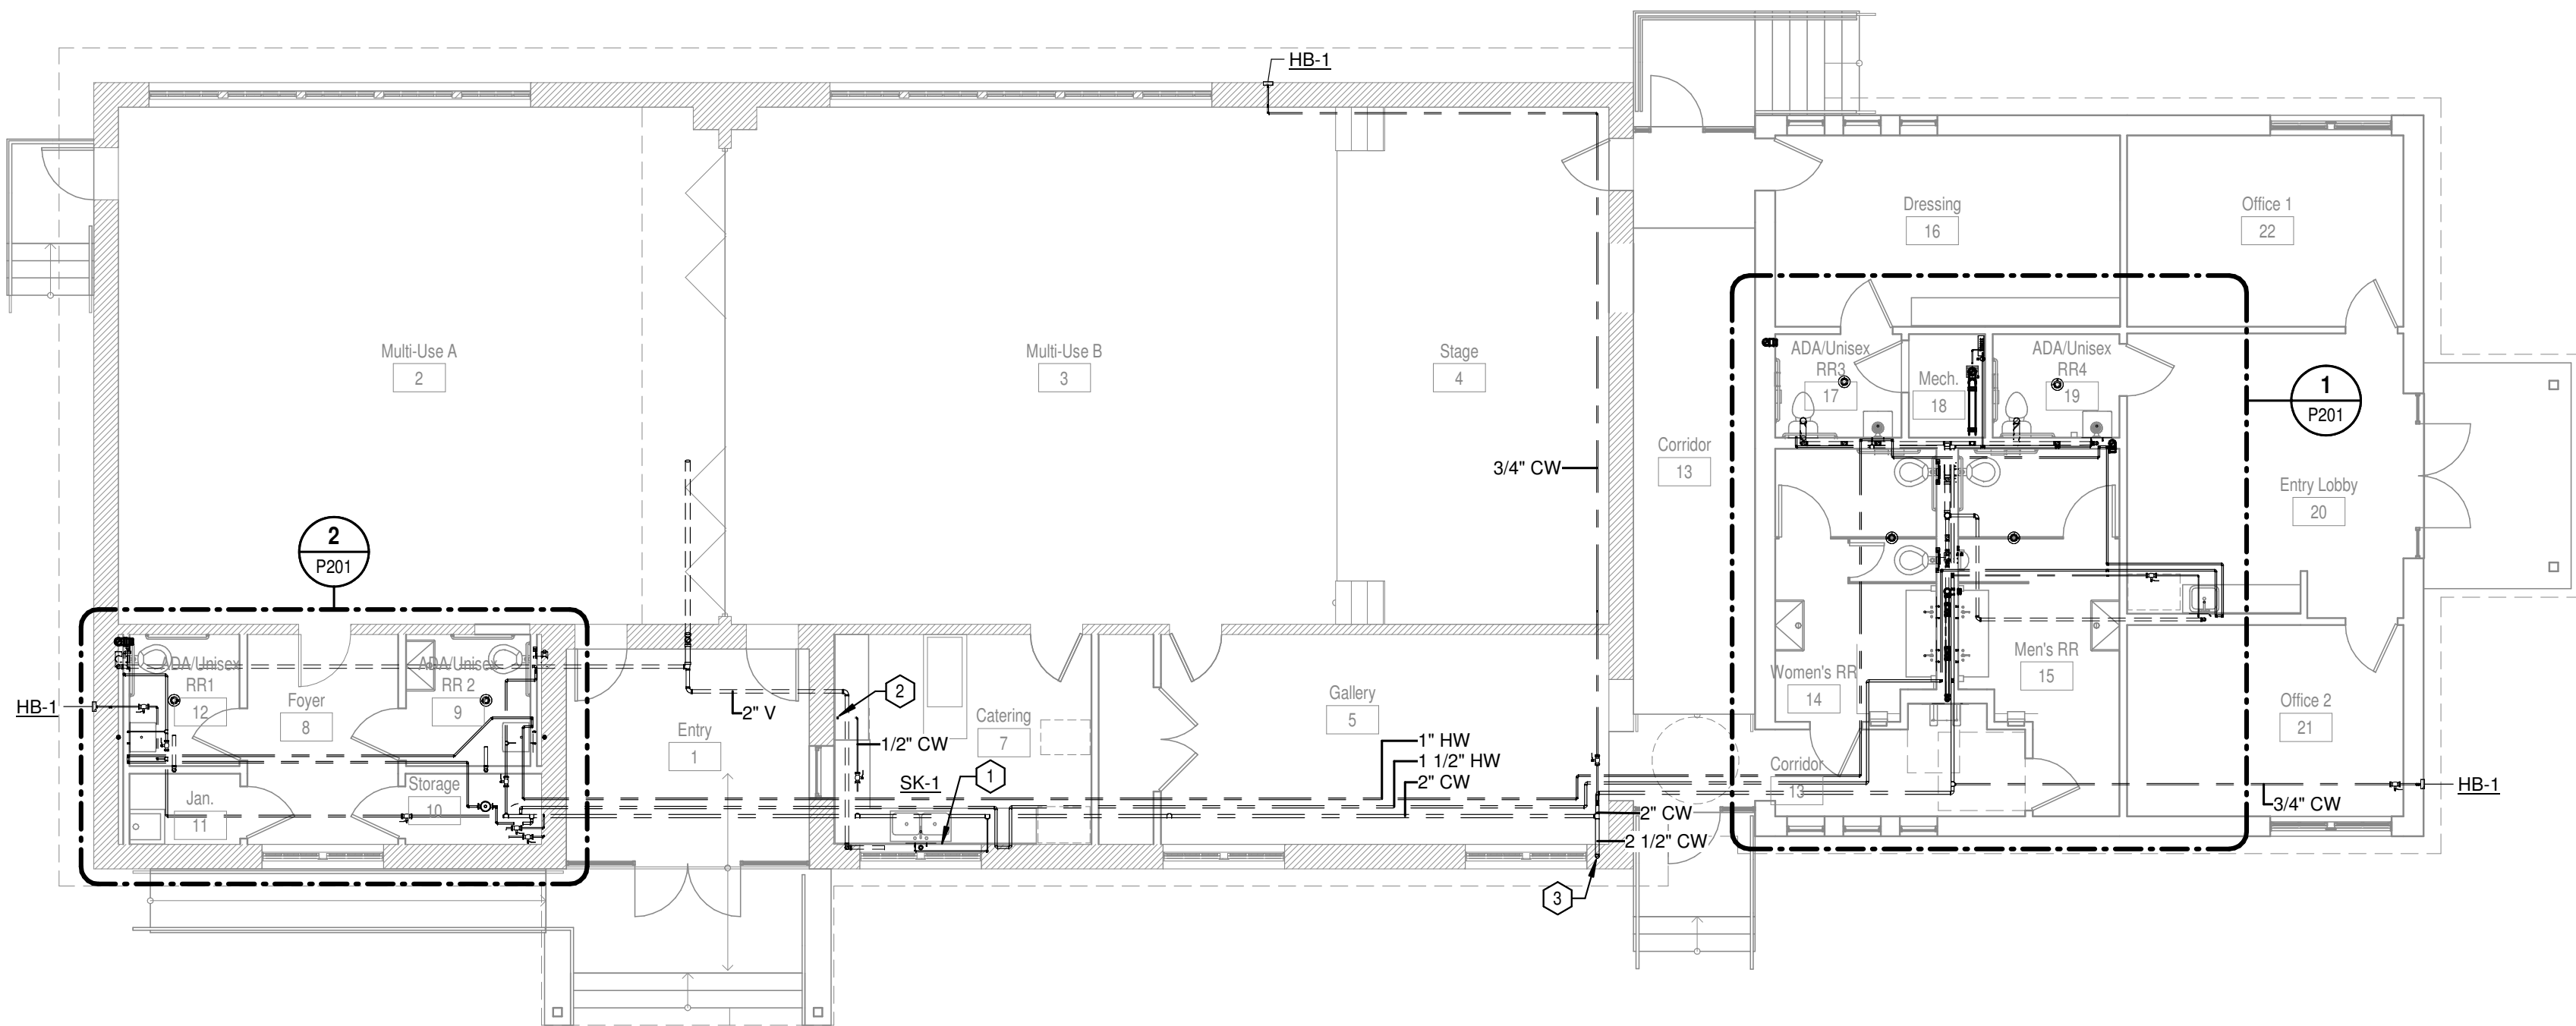 HB-1
Dressing
16
Office 1
22
Multi-Use A
2
Multi-Use B
3
Stage
4
ADA/Unisex
RR3
17
Mech.
18
ADA/Unisex
RR4
19
1
P201
Corridor
13
3/4" CW
Entry Lobby
20
2
P201
ADA/Unisex
RR1
12
Foyer
8
ADA/Unisex
RR 2
9
HB-1
2" V
Entry
1
2
1/2" CW
Catering
7
SK-1
1
Gallery
5
1" HW
1 1/2" HW
2" CW
Women's RR
14
Men's RR
15
Office 2
21
Corridor
13
Jan.
11
Storage
10
2" CW
2 1/2" CW
3/4" CW
HB-1
3